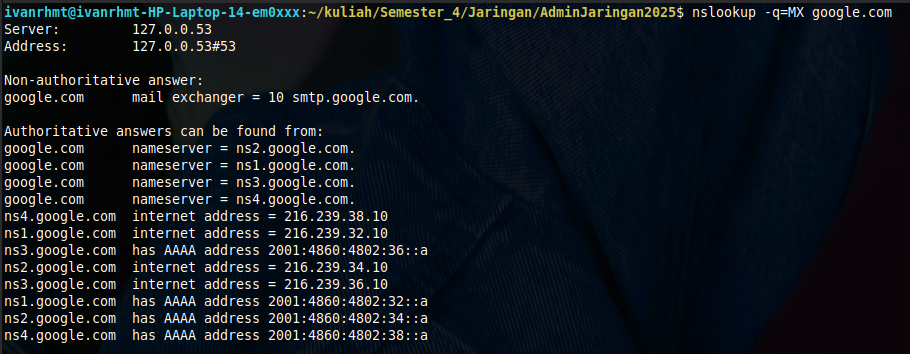 ivanrhmt@ivanrhmt-HP-Laptop-14-em0xxx:~/kuliah/Semester_4/Jaringan/AdminJaringan2025$ nslookup -q=MX google.com
Server:         127.0.0.53
Address:        127.0.0.53#53

Non-authoritative answer:
google.com      mail exchanger = 10 smtp.google.com.

Authoritative answers can be found from:
google.com      nameserver = ns2.google.com.
google.com      nameserver = ns1.google.com.
google.com      nameserver = ns3.google.com.
google.com      nameserver = ns4.google.com.
ns4.google.com  internet address = 216.239.38.10
ns1.google.com  internet address = 216.239.32.10
ns3.google.com  has AAAA address 2001:4860:4802:36::a
ns2.google.com  internet address = 216.239.34.10
ns3.google.com  internet address = 216.239.36.10
ns1.google.com  has AAAA address 2001:4860:4802:32::a
ns2.google.com  has AAAA address 2001:4860:4802:34::a
ns4.google.com  has AAAA address 2001:4860:4802:38::a